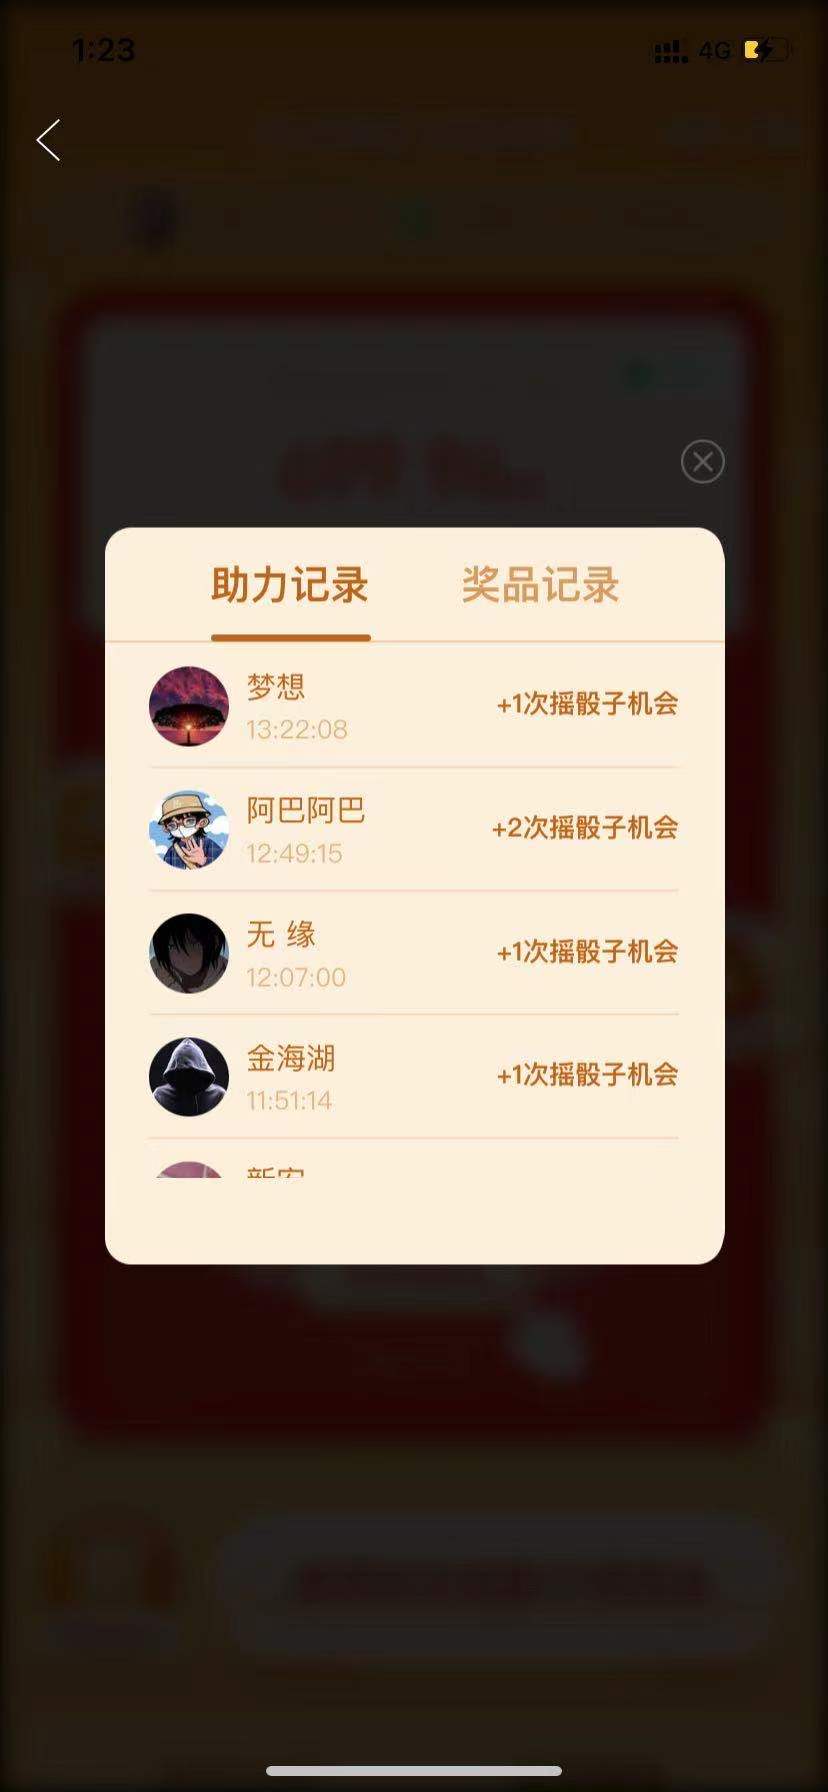 1:23
4G
助力记录
奖品记录
梦想
+1次摇骰子机会
13:22:08
阿巴阿巴
+2次摇骰子机会
12:49:15
无 缘
+1次摇骰子机会
12:07:00
金海湖
+1次摇骰子机会
11:51:14